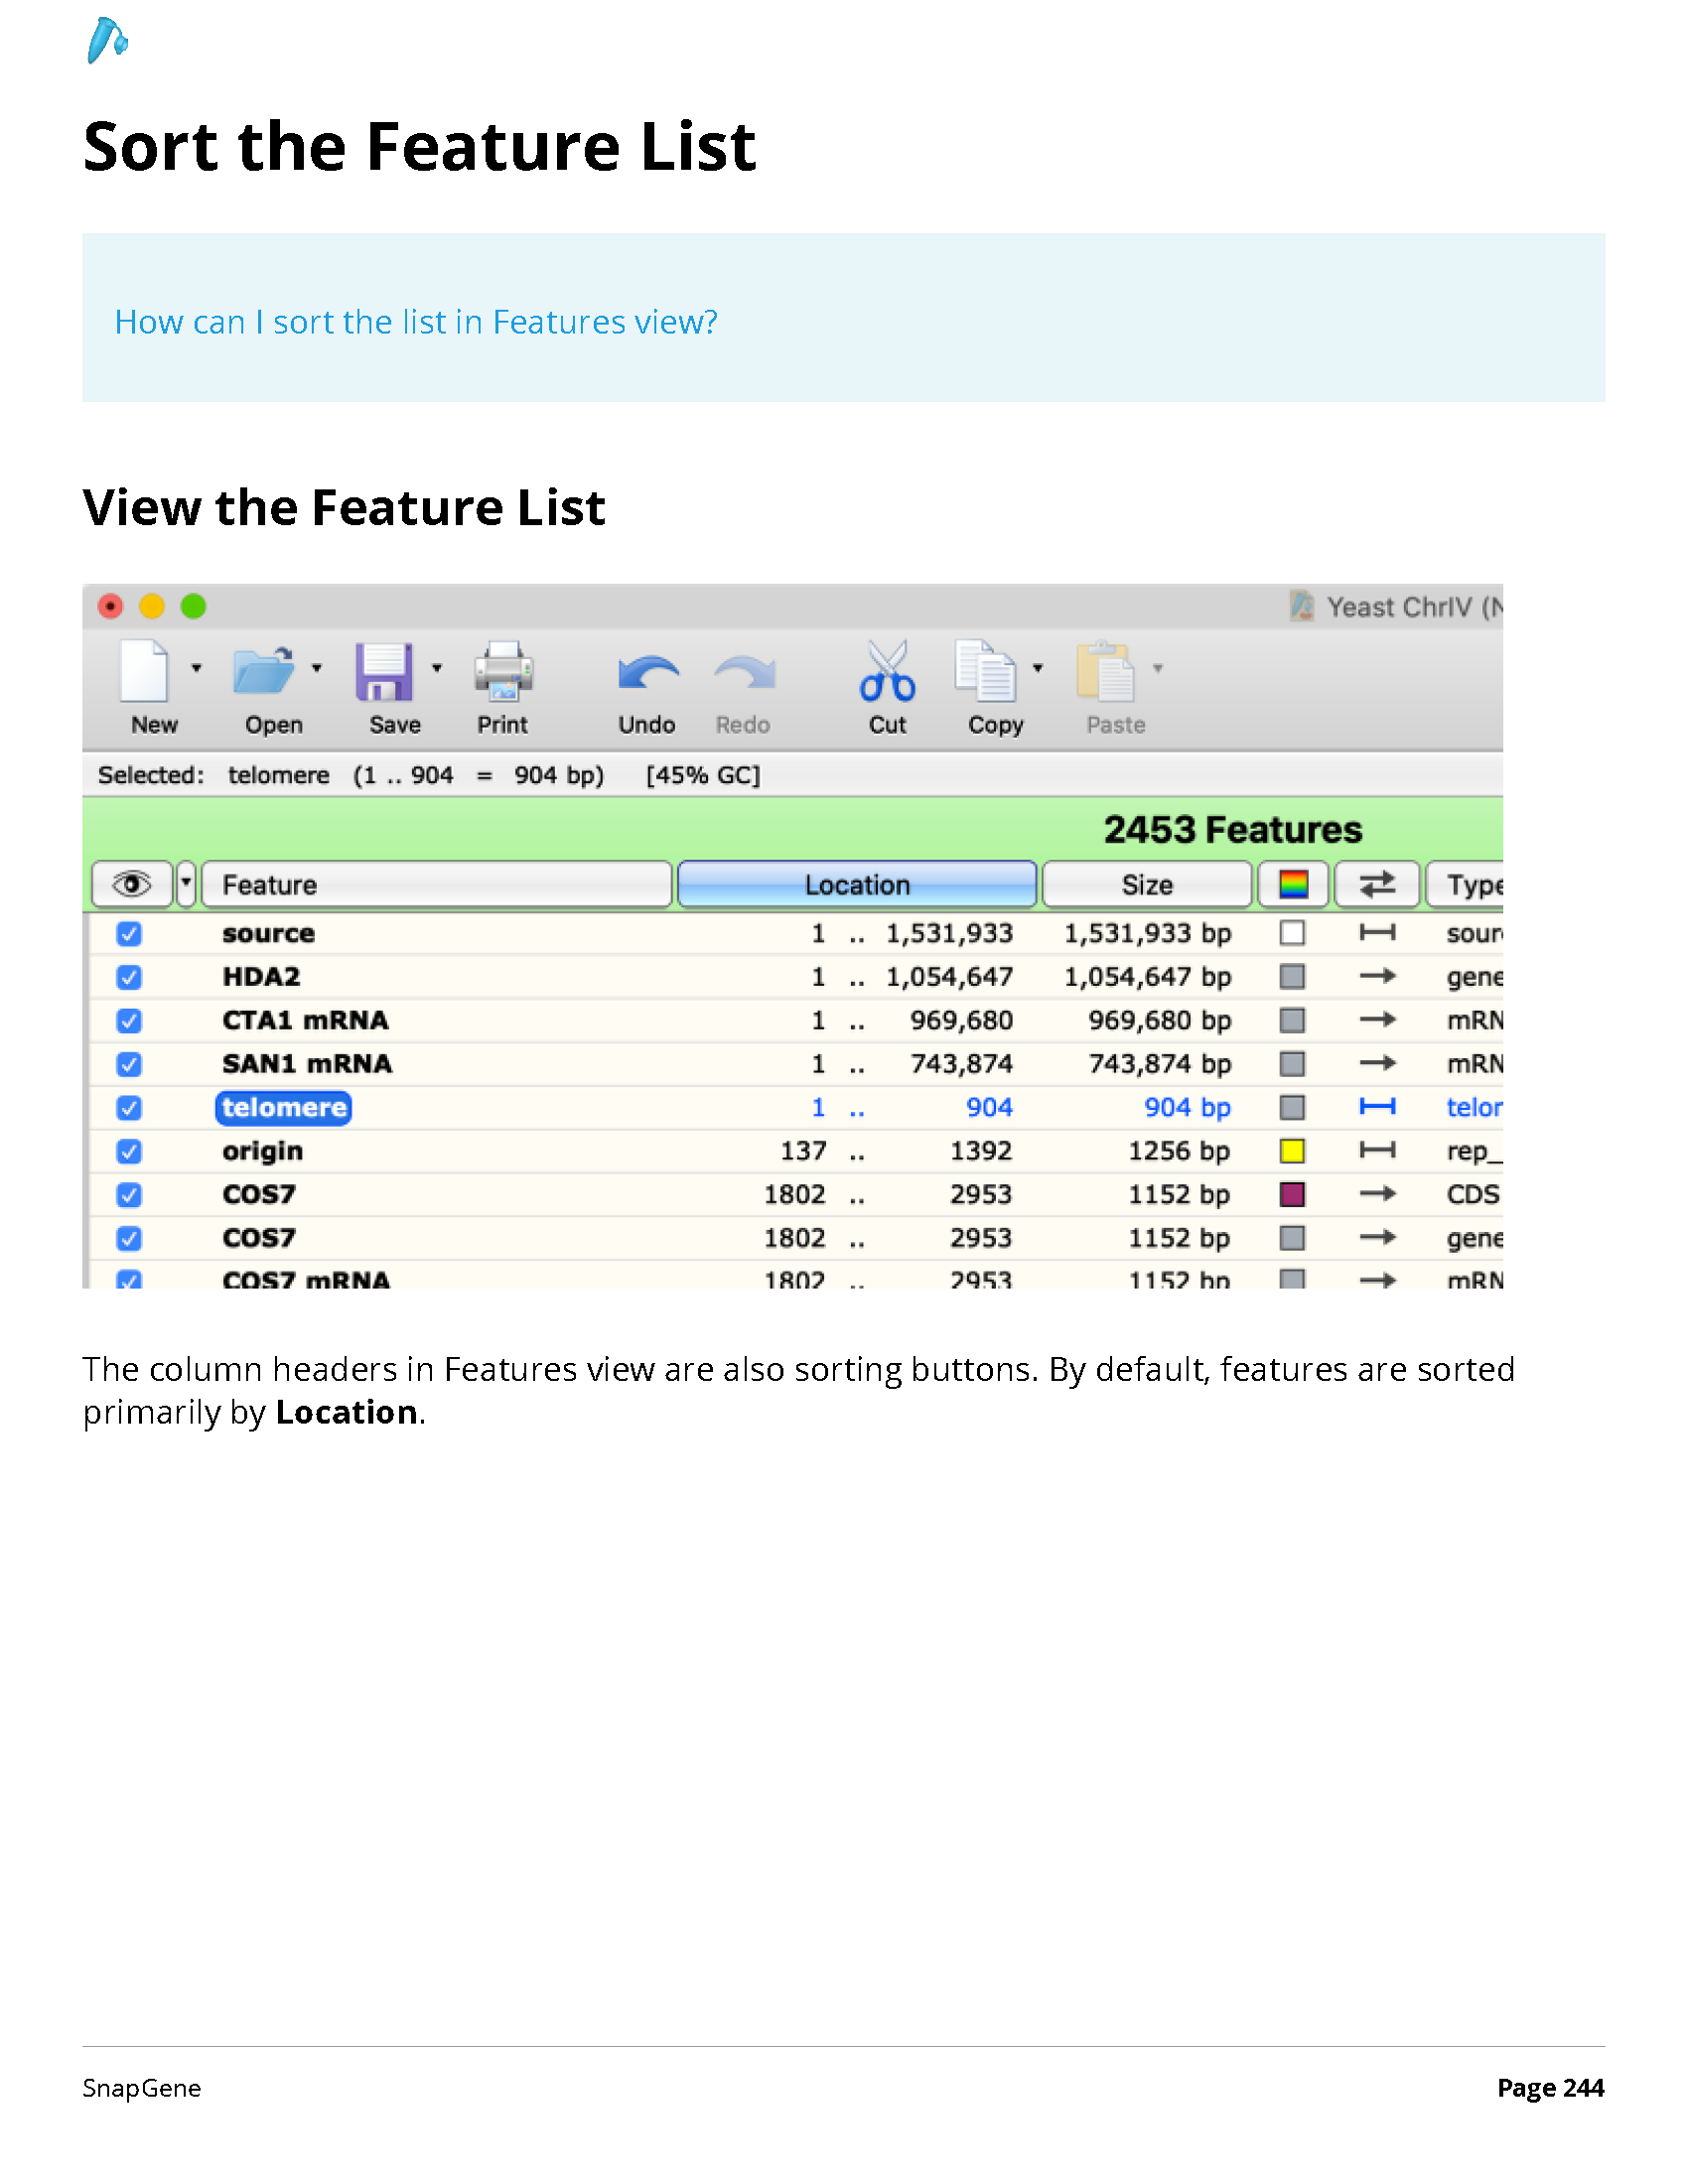 Sort the Feature List
How can I sort the list in Features view?
View the Feature List
Yeast ChrIV (N
New Open Save Print Undo Redo Cut Copy Paste
Selected: telomere (1 .. 904 = 904 bp) [45% GC]
2453 Features
Feature Location Size Type
source 1 .. 1,531,933 1,531,933 bp sour
HDA2 1 .. 1,054,647 1,054,647 bp gene
CTA1 mRNA 1 .. 969,680 969,680 bp mRN
SAN1 mRNA 1 .. 743,874 743,874 bp mRN
telomere 1 .. 904 904 bp telor
origin 137 .. 1392 1256 bp rep_
COS7 1802 .. 2953 1152 bp CDS
COS7 1802 .. 2953 1152 bp gene
COS7 mRNA 1802 .. 2953 1152 bp mRN
The column headers in Features view are also sorting buttons. By default, features are sorted
primarily by Location.
SnapGene Page 244